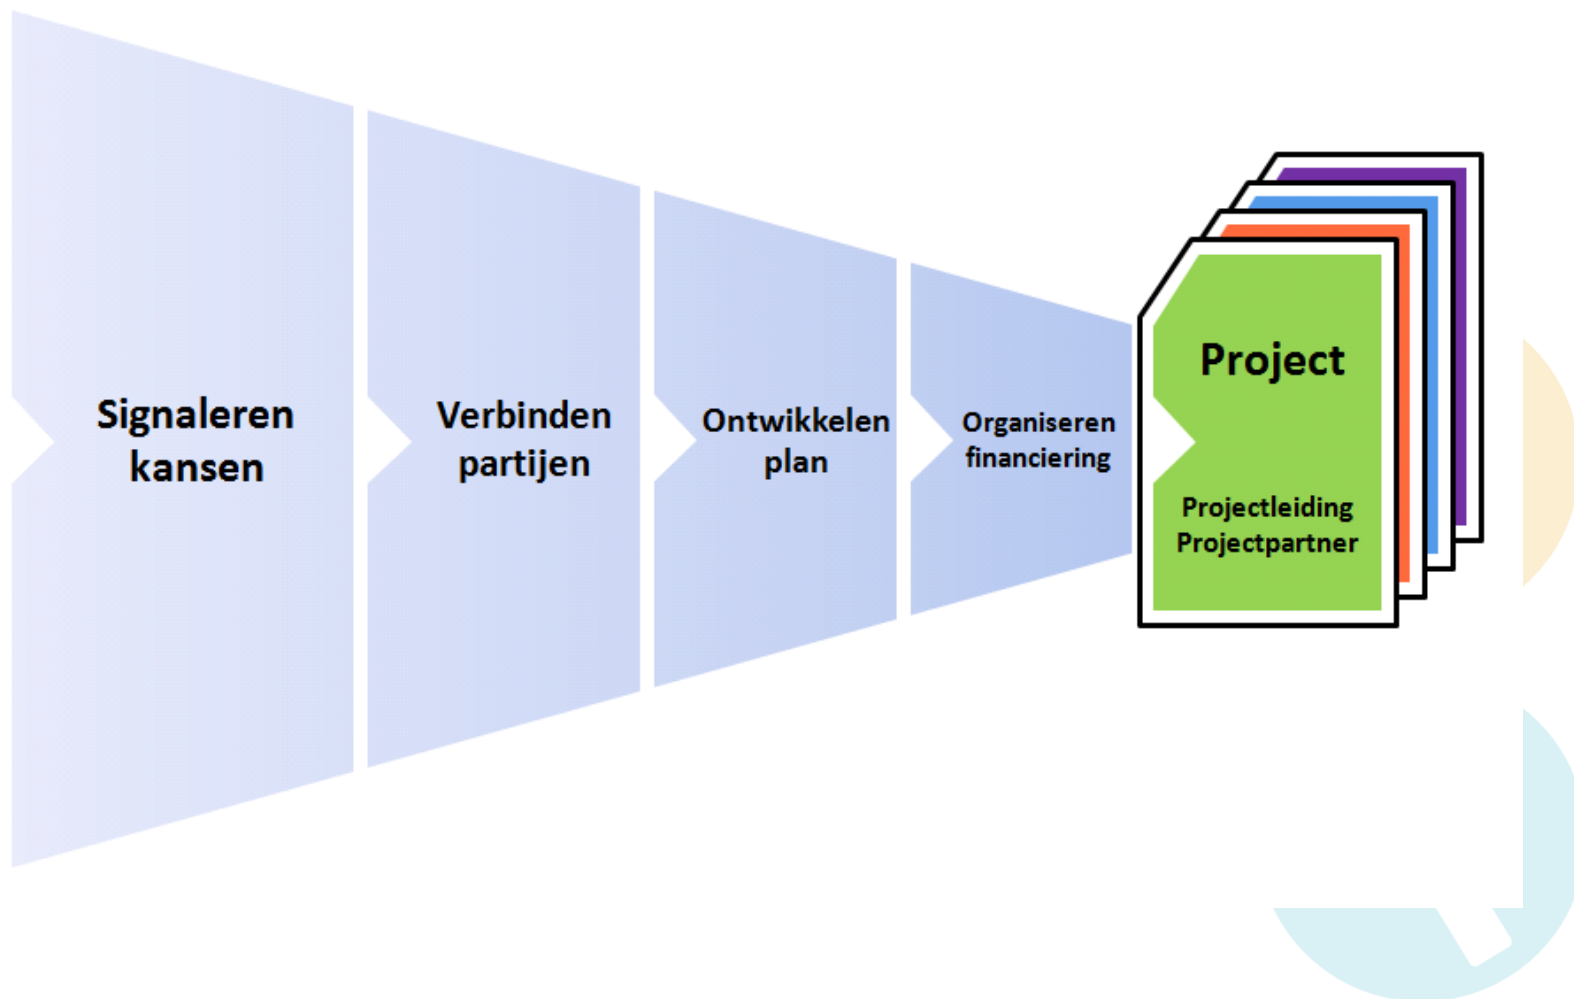 Signaleren
kansen
Verbinden
partijen
Ontwikkelen
plan
Organiseren
financiering
Project
Projectleiding
Projectpartner